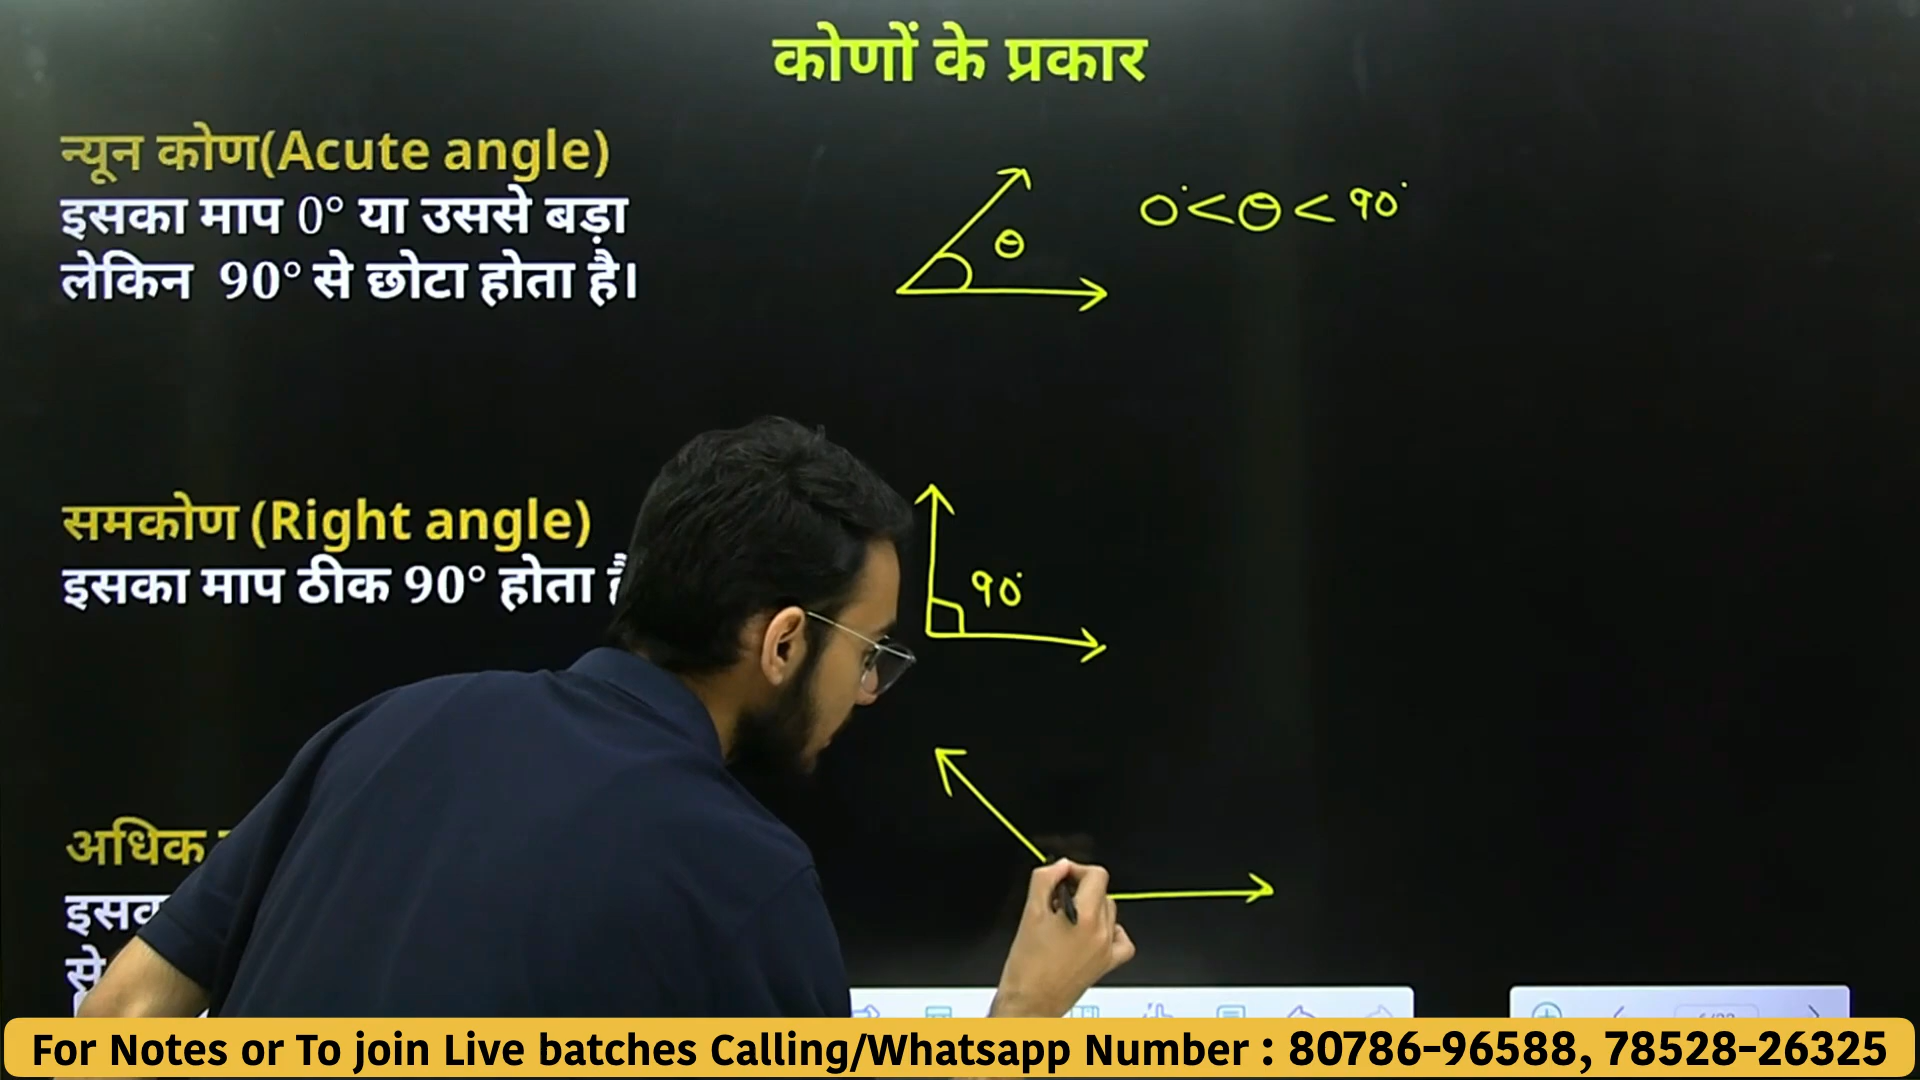 कोणों के प्रकार
न्यून कोण(Acute angle)
इसका माप 0° या उससे बड़ा
लेकिन 90° से छोटा होता है।
θ
0°<θ<90°
समकोण (Right angle)
इसका माप ठीक 90° होता
90°
अधिक
से
For Notes or To join Live batches Calling/Whatsapp Number : 80786-96588, 78528-26325